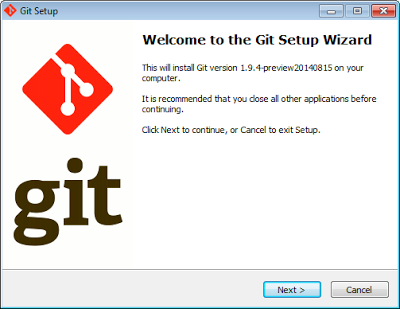 Git Setup
Welcome to the Git Setup Wizard
This will install Git version 1.9.4-preview20140815 on your
computer.
It is recommended that you close all other applications before
continuing.
Click Next to continue, or Cancel to exit Setup.
git
Next >
Cancel